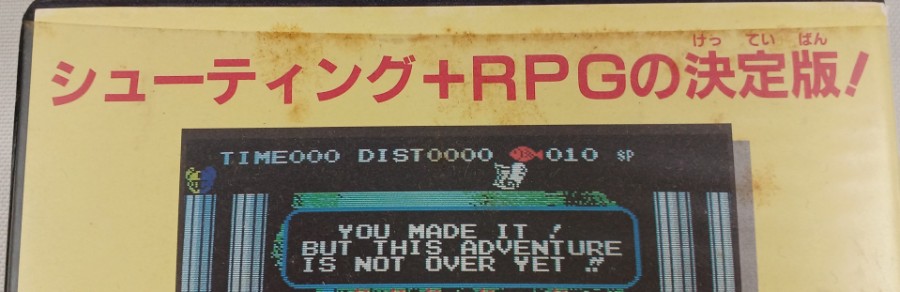 けっ てい ばん
シューティング+RPGの決定版!
TIME000 DIST0000 010 SP
YOU MADE IT!
BUT THIS ADVENTURE
IS NOT OVER YET!!